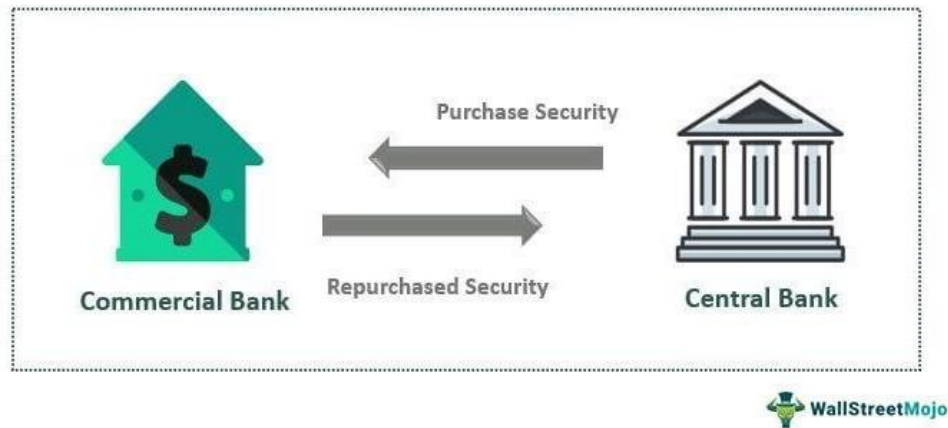 Purchase Security
$
Repurchased Security
Commercial Bank
Central Bank
WallStreetMojo